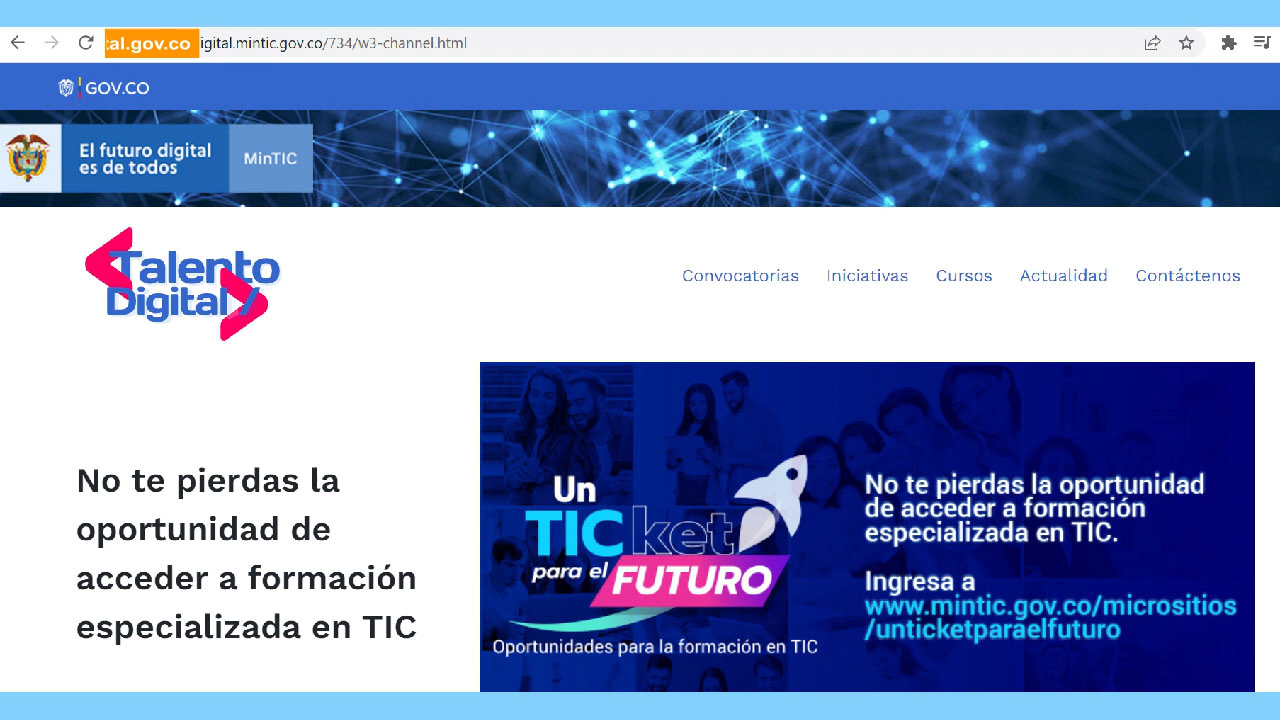 tal.gov.co igital.mintic.gov.co/734/w3-channel.html
GOV.CO
El futuro digital
es de todos
MinTIC
Talento
Digital
Convocatorias Iniciativas Cursos Actualidad Contáctenos
No te pierdas la
oportunidad de
acceder a formación
especializada en TIC
Un
TICket
para el FUTURO
Oportunidades para la formación en TIC
No te pierdas la oportunidad
de acceder a formación
especializada en TIC.
Ingresa a
www.mintic.gov.co/micrositios
/unticketparaelfuturo